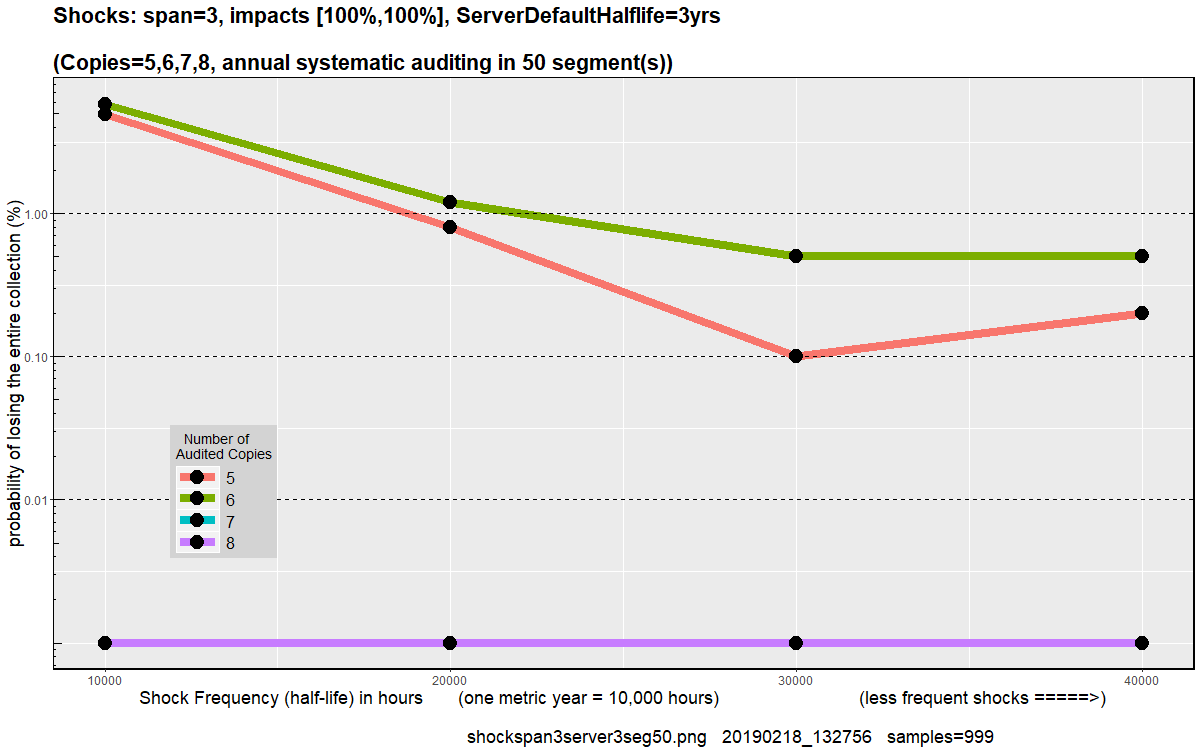 Shocks: span=3, impacts [100%,100%], ServerDefaultHalflife=3yrs
(Copies=5,6,7,8, annual systematic auditing in 50 segment(s))
probability of losing the entire collection (%)
1.00
0.10
0.01
Number of
Audited Copies
5
6
7
8
10000 20000 30000 40000
Shock Frequency (half-life) in hours (one metric year = 10,000 hours) (less frequent shocks =====>)
shockspan3server3seg50.png 20190218_132756 samples=999